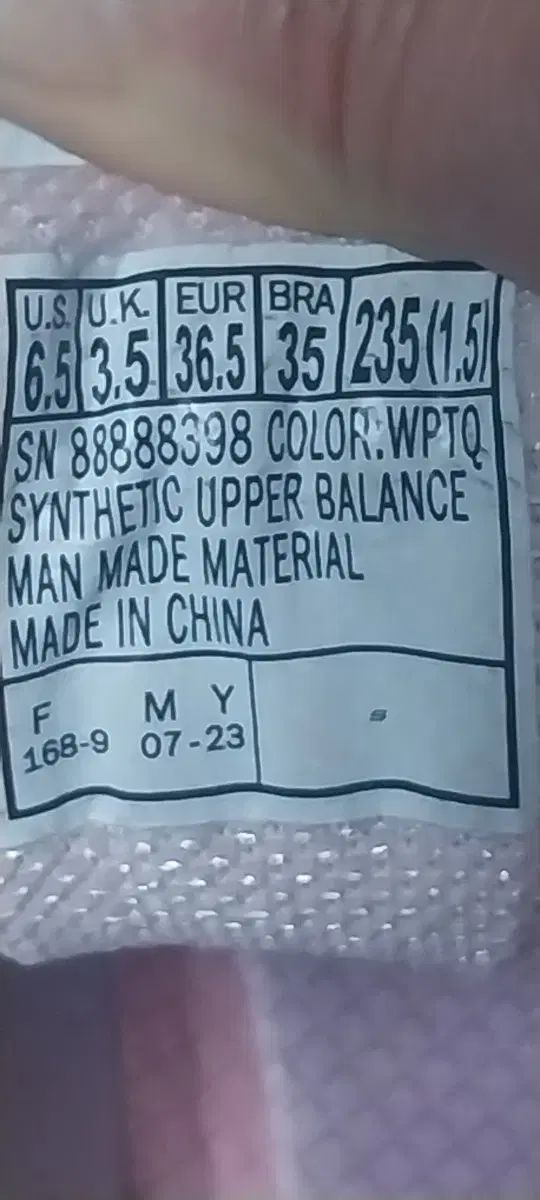 U.S. U.K. EUR BRA 235(1.5)
6.5 3.5 36.5 35
SN 88888398 COLOR:WPTQ
SYNTHETIC UPPER BALANCE
MAN MADE MATERIAL
MADE IN CHINA
F M Y
168-9 07-23
s